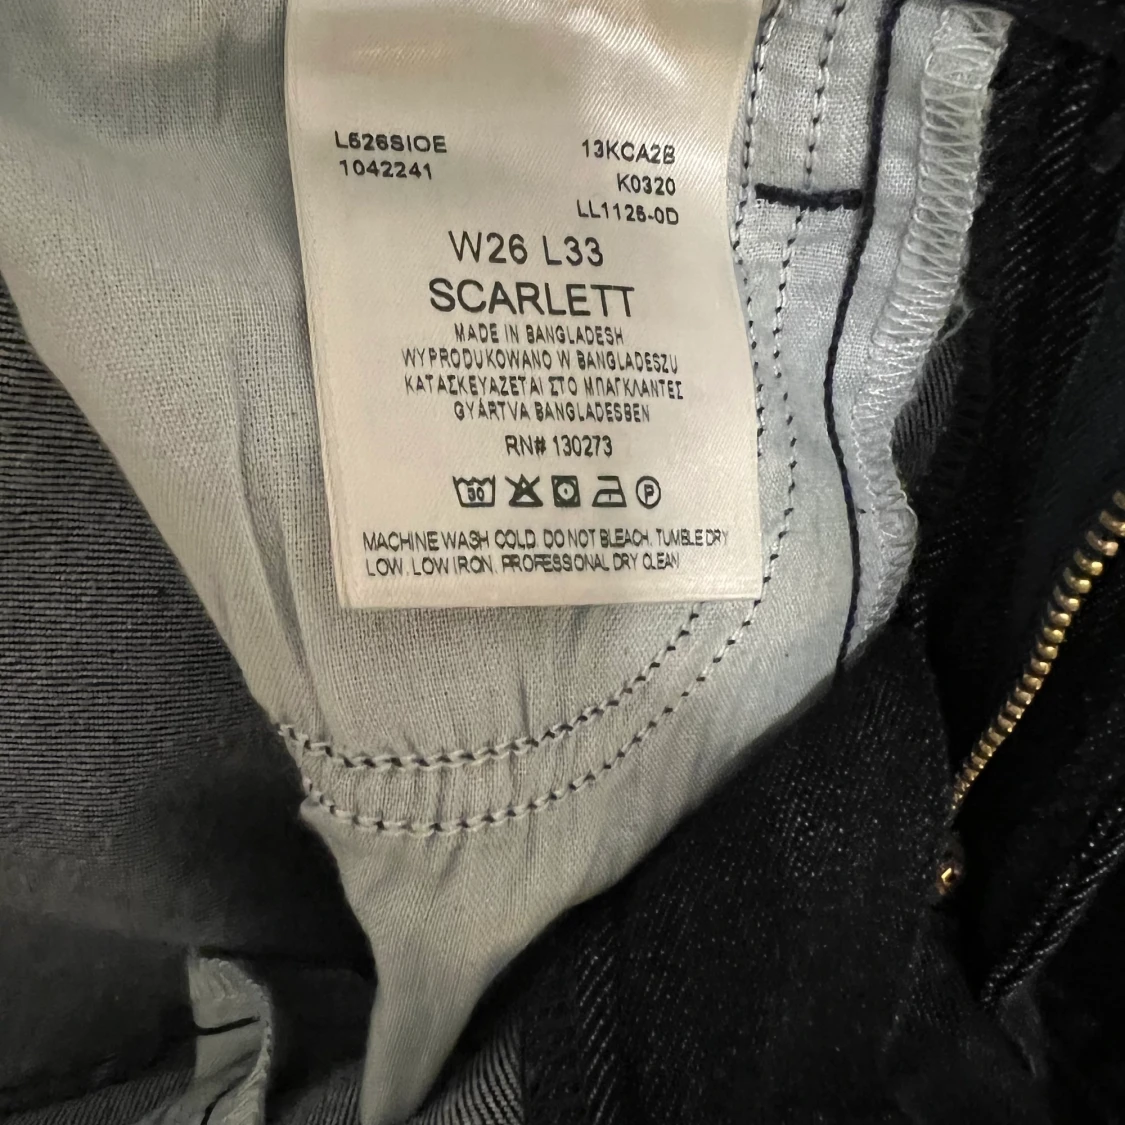 L526SIOE
1042241
13KCA2B
K0320
LL1126-0D
W26 L33
SCARLETT
MADE IN BANGLADESH
WYPRODUKOWANO W BANGLADESZU
ΚΑΤΑΣΚΕΥΑΖΕΤΑΙ ΣΤΟ ΜΠΑΓΚΛΑΝΤΕΣ
GYÁRTVA BANGLADESBEN
RN# 130273
30 P
MACHINE WASH COLD. DO NOT BLEACH. TUMBLE DRY
LOW. LOW IRON. PROFESSIONAL DRY CLEAN